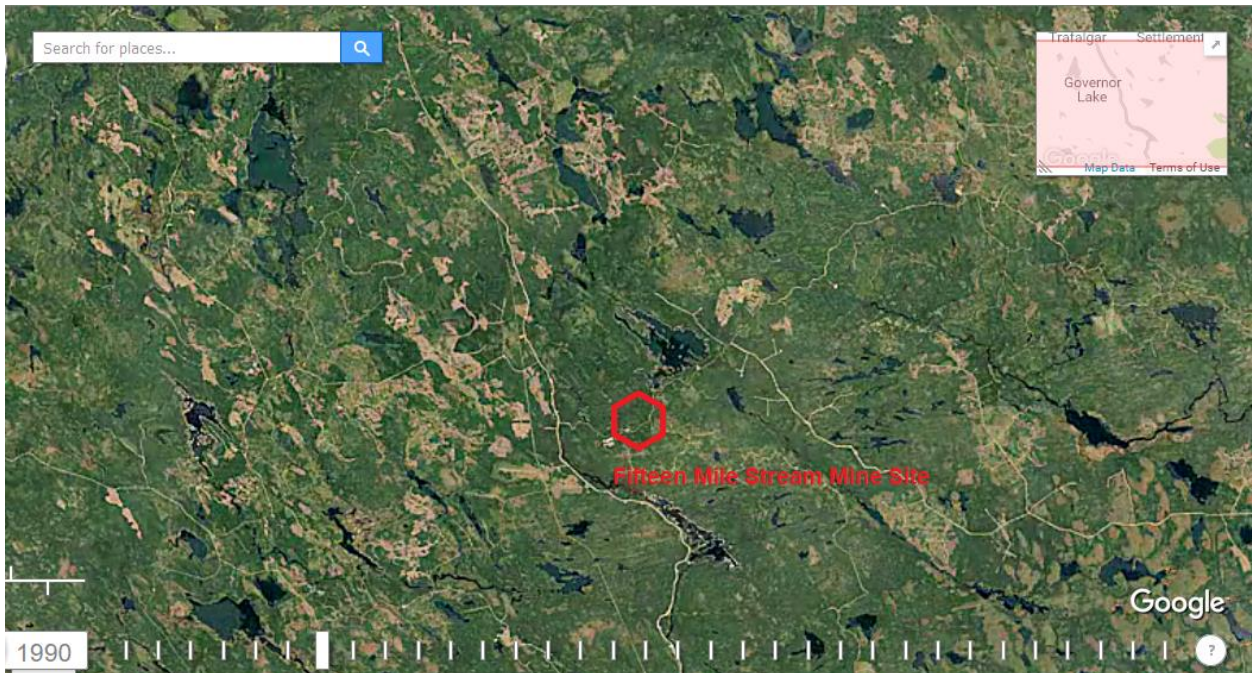 Search for places...
Trafalgar Settlement
Governor
Lake
Google
Map Data Terms of Use
Fifteen Mile Stream Mine Site
Google
1990
?